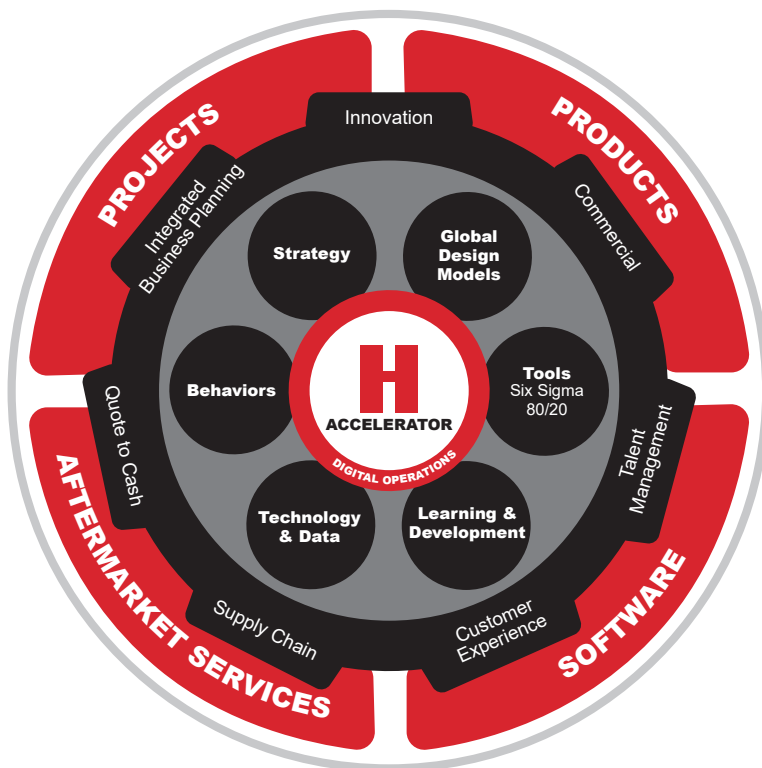 PROJECTS
PRODUCTS
Innovation
Integrated
Business Planning
Commercial
Strategy
Global
Design
Models
Behaviors
H
ACCELERATOR
DIGITAL OPERATIONS
Tools
Six Sigma
80/20
Quote to Cash
Talent
Management
Technology
& Data
Learning &
Development
Supply Chain
Customer
Experience
AFTERMARKET SERVICES
SOFTWARE